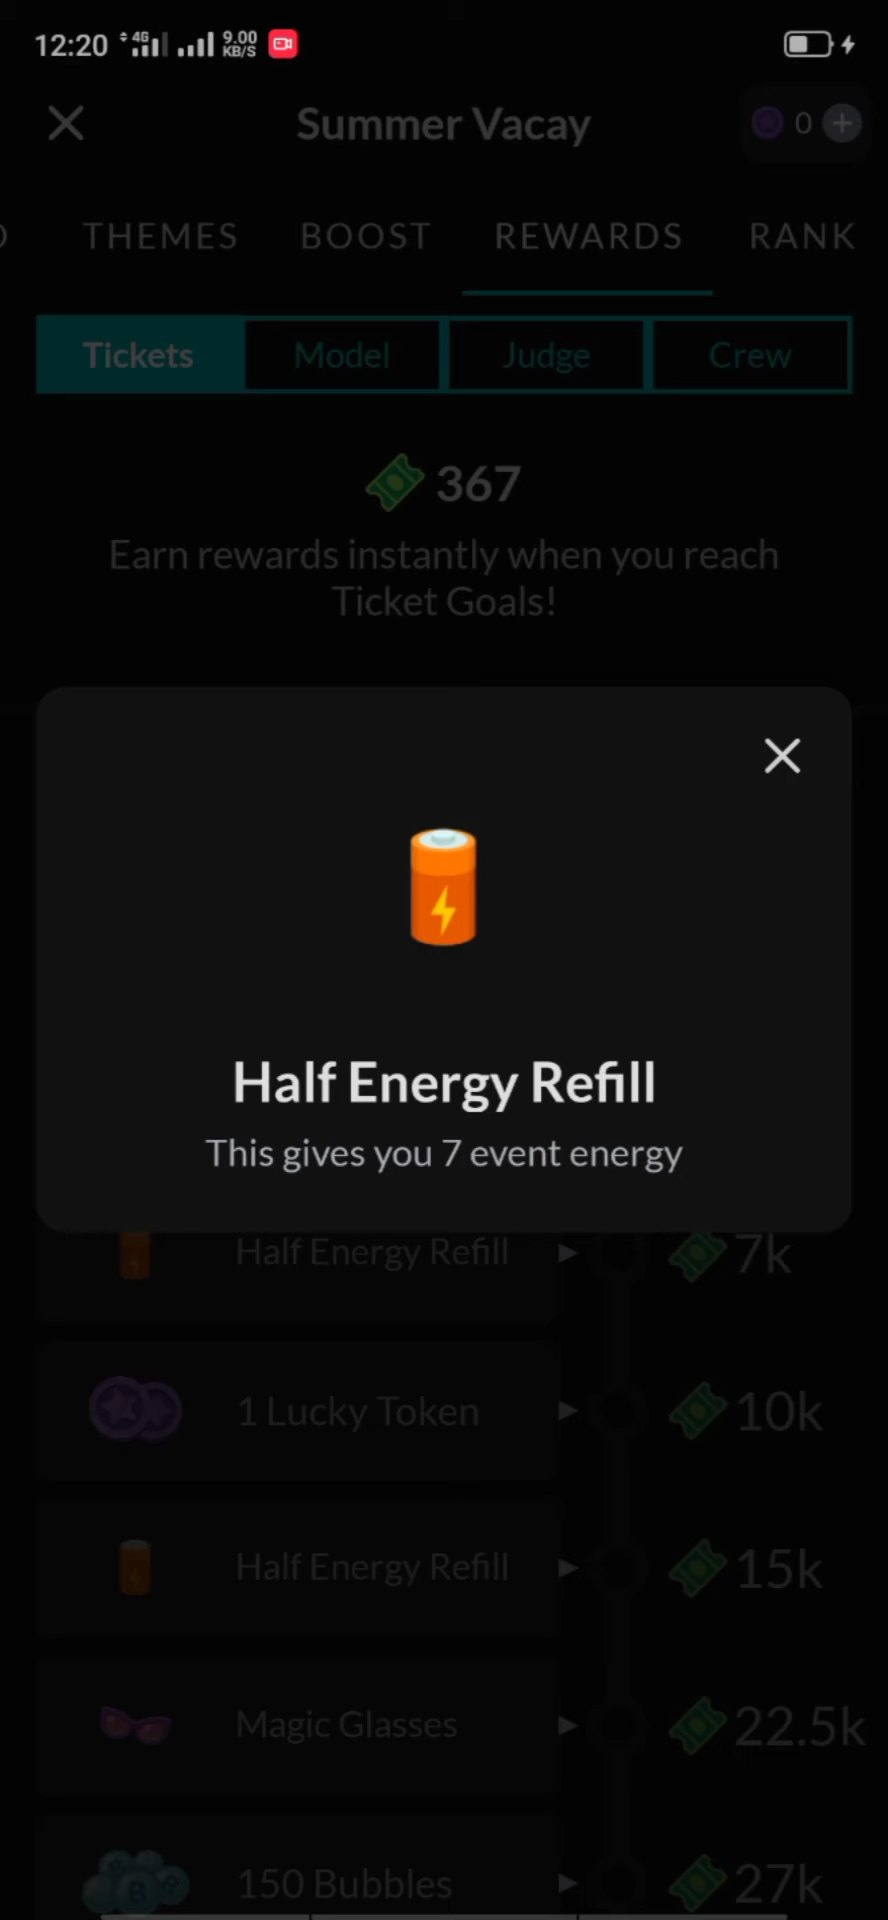 12:20 4G 9.00 KB/S
Summer Vacay 0
THEMES BOOST REWARDS RANK
Tickets Model Judge Crew
367
Earn rewards instantly when you reach
Ticket Goals!
Half Energy Refill
This gives you 7 event energy
Half Energy Refill 7k
1 Lucky Token 10k
Half Energy Refill 15k
Magic Glasses 22.5k
150 Bubbles 27k